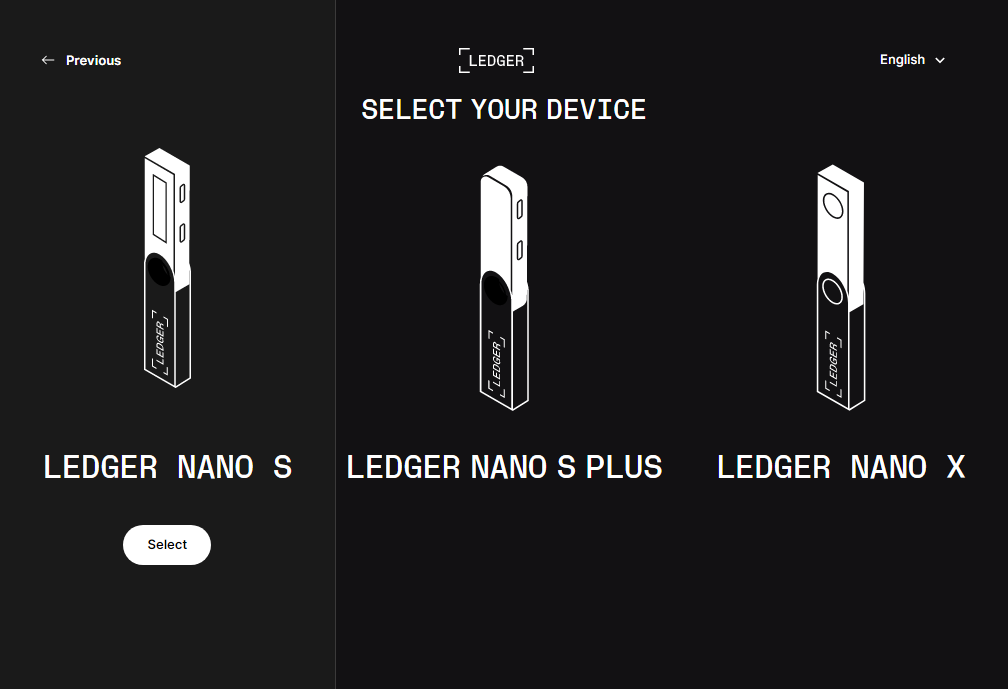 Previous
LEDGER
English
SELECT YOUR DEVICE
LEDGER
LEDGER
LEDGER
LEDGER NANO S
LEDGER NANO S PLUS
LEDGER NANO X
Select